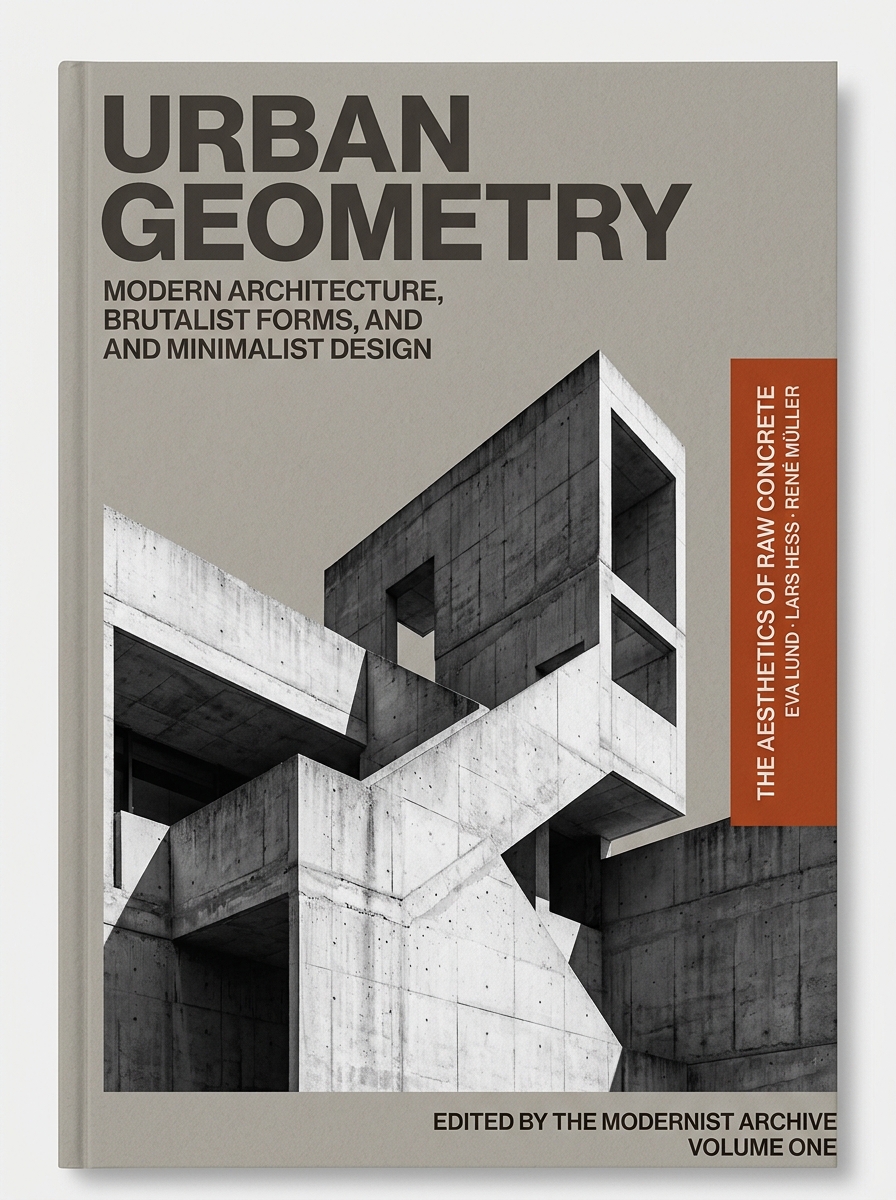 URBAN
GEOMETRY
MODERN ARCHITECTURE,
BRUTALIST FORMS, AND
AND MINIMALIST DESIGN
THE AESTHETICS OF RAW CONCRETE
EVA LUND · LARS HESS · RENÉ MÜLLER
EDITED BY THE MODERNIST ARCHIVE
VOLUME ONE